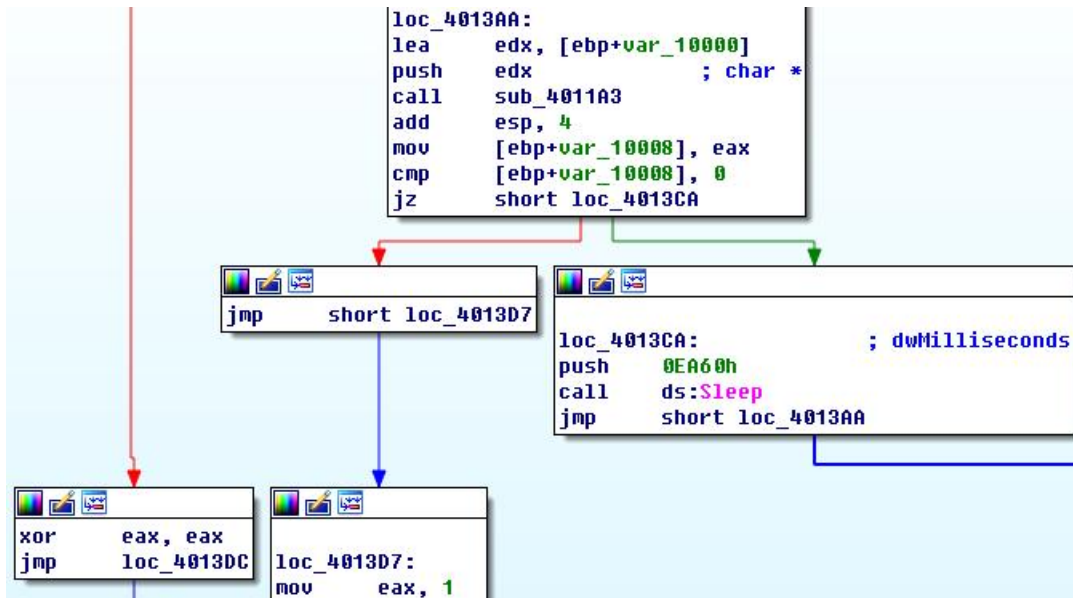 loc_4013AA:
lea edx, [ebp+var_10000]
push edx ; char *
call sub_4011A3
add esp, 4
mov [ebp+var_10008], eax
cmp [ebp+var_10008], 0
jz short loc_4013CA
jmp short loc_4013D7
loc_4013CA: ; dwMilliseconds
push 0EA60h
call ds:Sleep
jmp short loc_4013AA
xor eax, eax
jmp loc_4013DC
loc_4013D7:
mov eax, 1